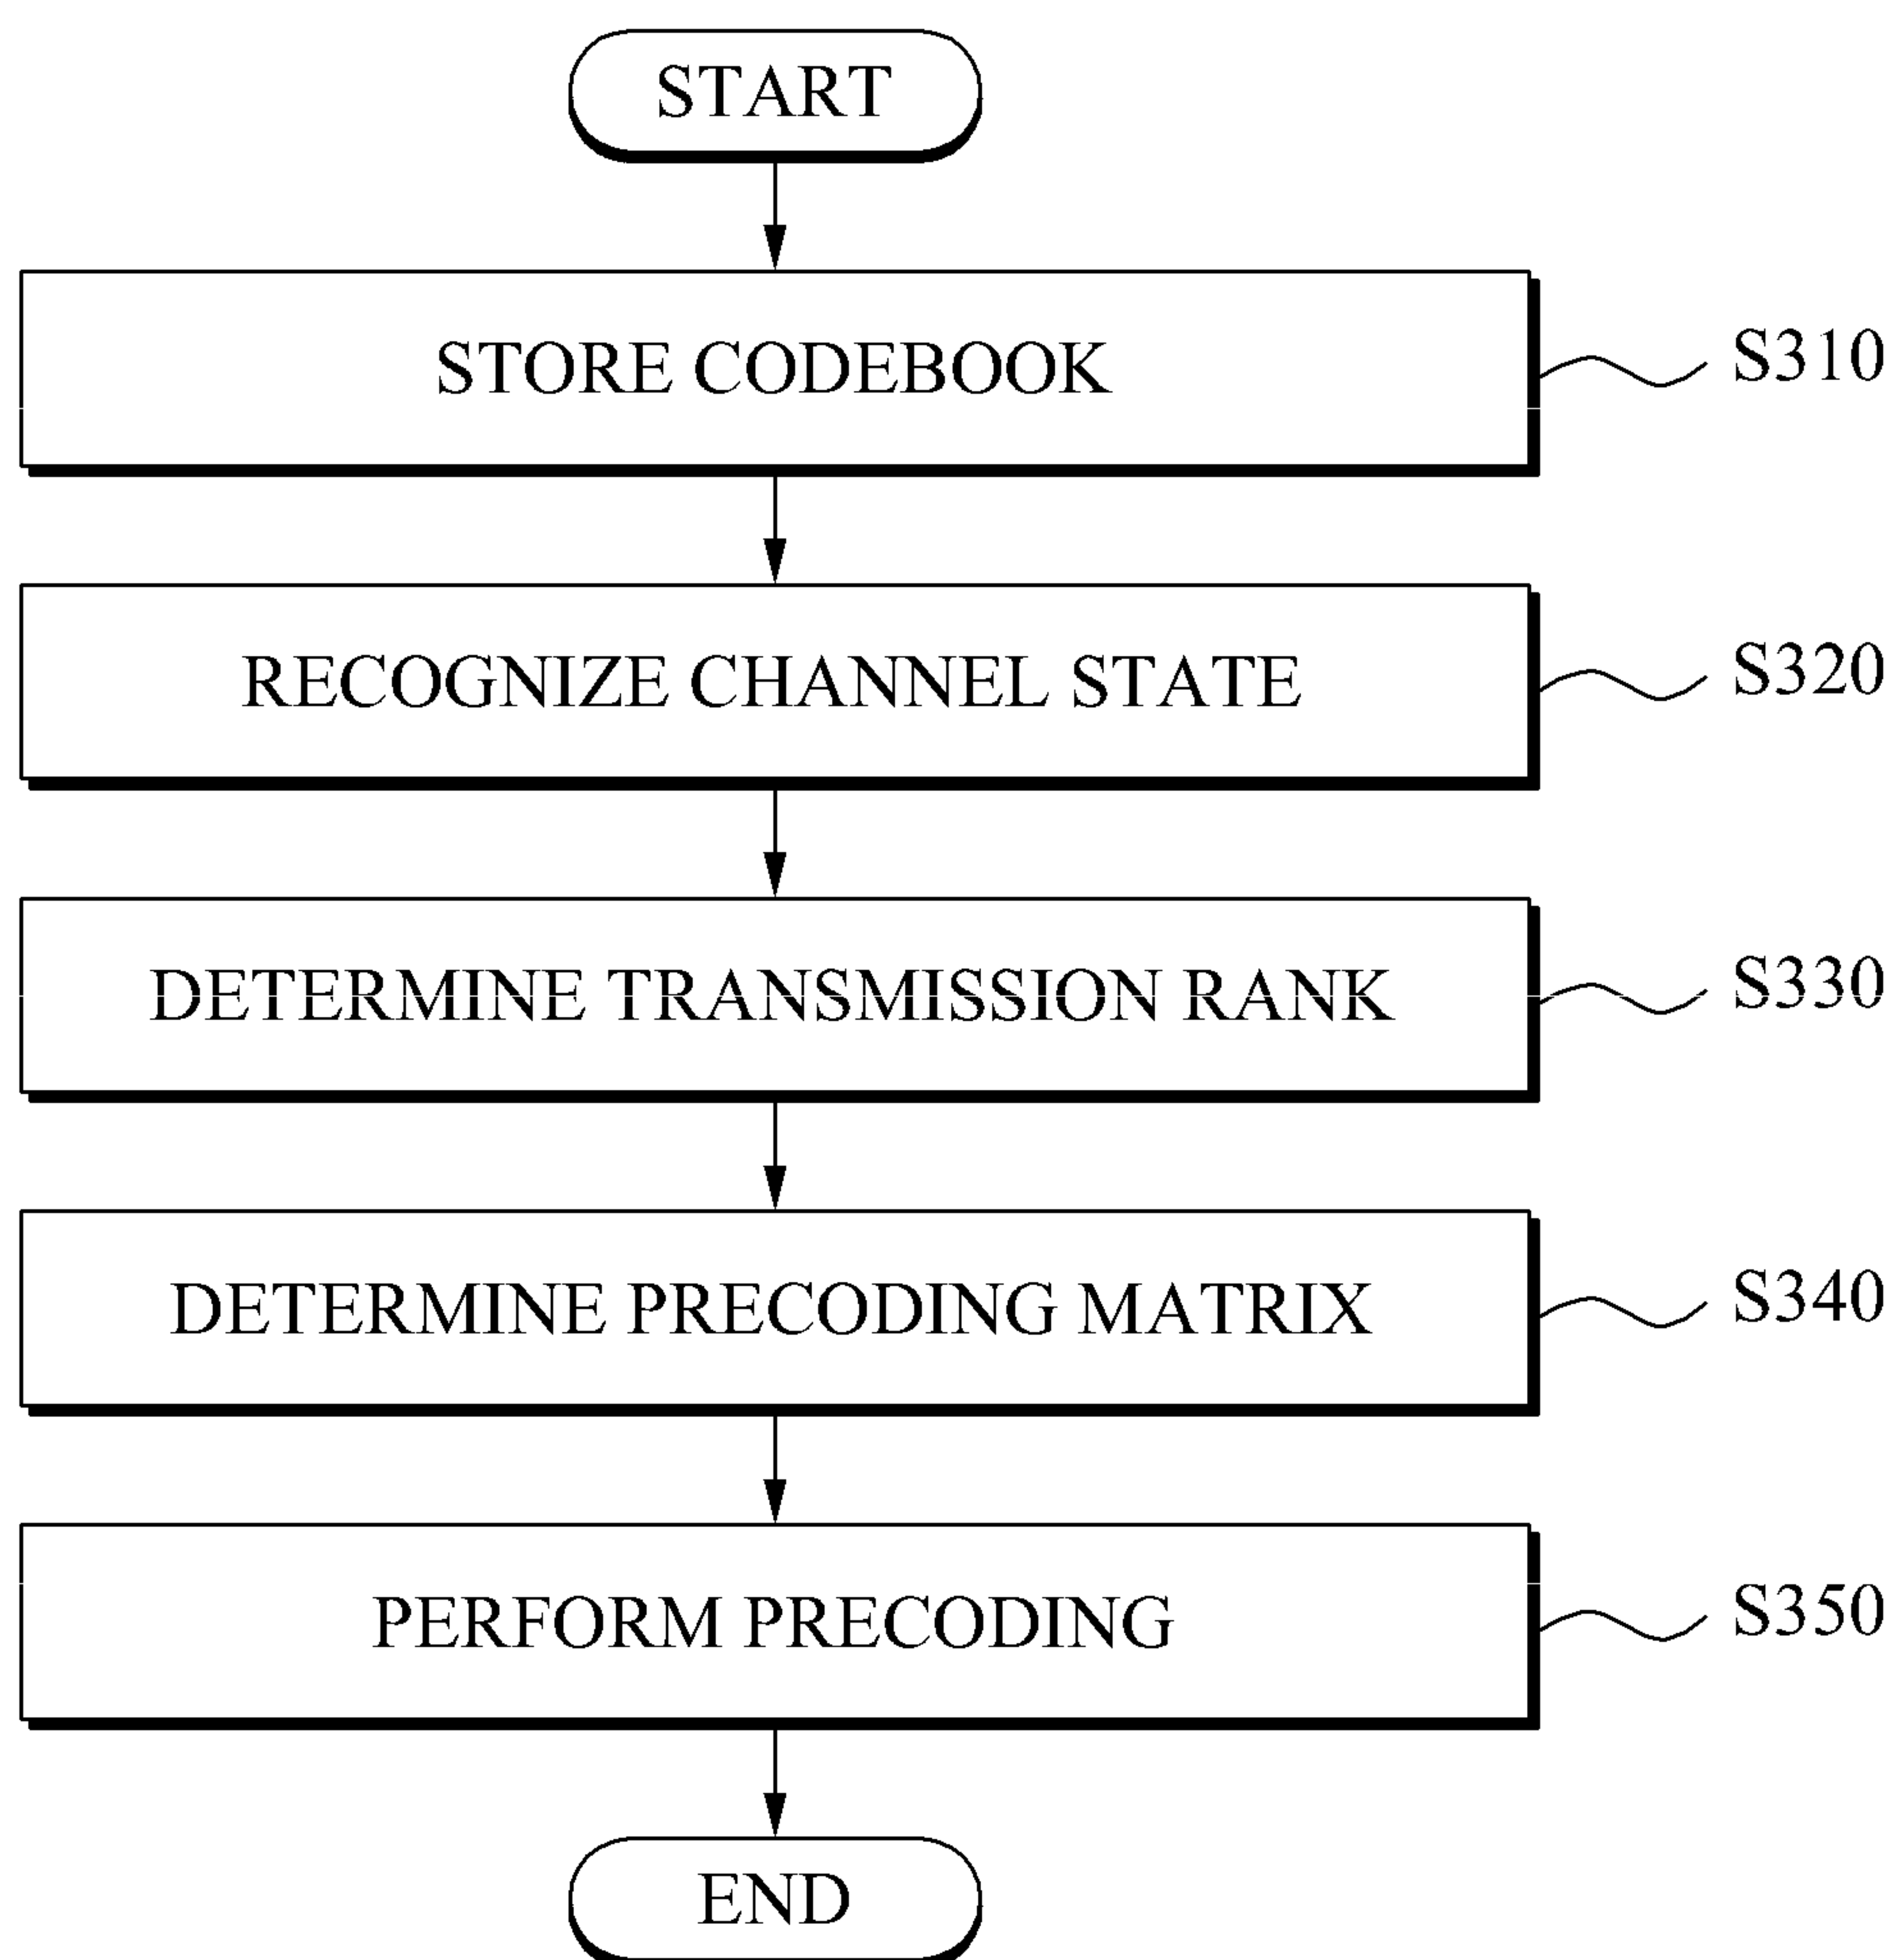 START
STORE CODEBOOK
S310
RECOGNIZE CHANNEL STATE
S320
DETERMINE TRANSMISSION RANK
S330
DETERMINE PRECODING MATRIX
S340
PERFORM PRECODING
S350
END